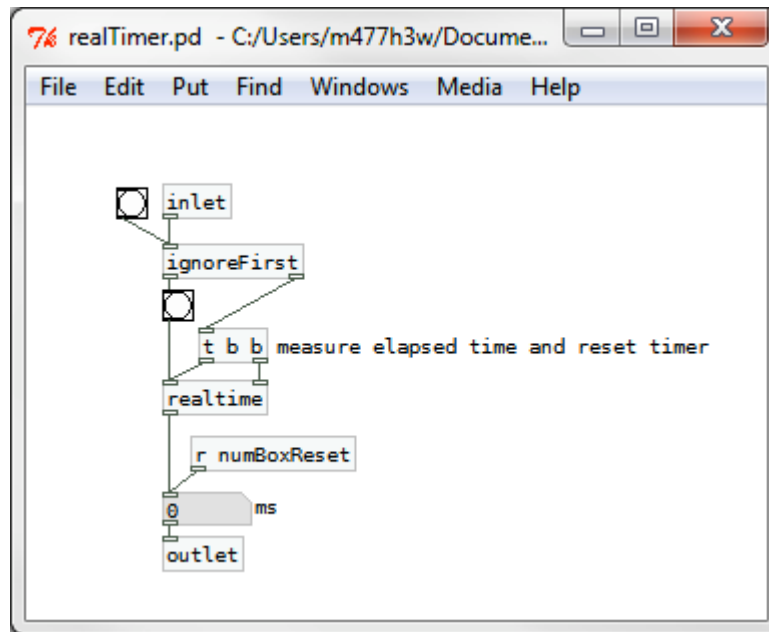 realTimer.pd - C:/Users/m477h3w/Docume...
File Edit Put Find Windows Media Help
inlet
ignoreFirst
t b b measure elapsed time and reset timer
realtime
r numBoxReset
0 ms
outlet